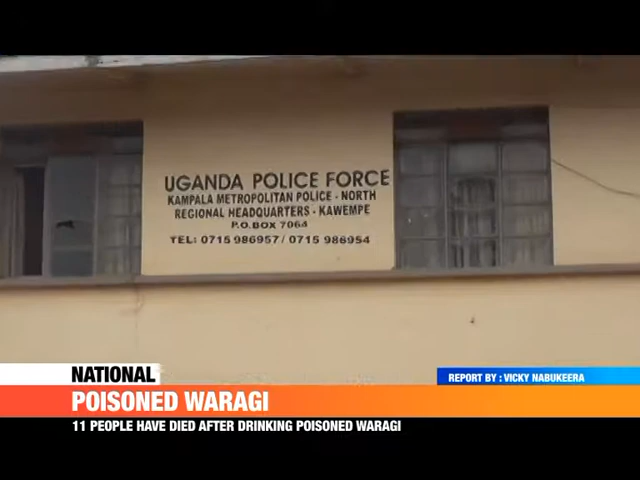 UGANDA POLICE FORCE
KAMPALA METROPOLITAN POLICE - NORTH
REGIONAL HEADQUARTERS - KAWEMPE
P.O.BOX 7064
TEL: 0715 986957 / 0715 986954
NATIONAL
REPORT BY : VICKY NABUKEERA
POISONED WARAGI
11 PEOPLE HAVE DIED AFTER DRINKING POISONED WARAGI